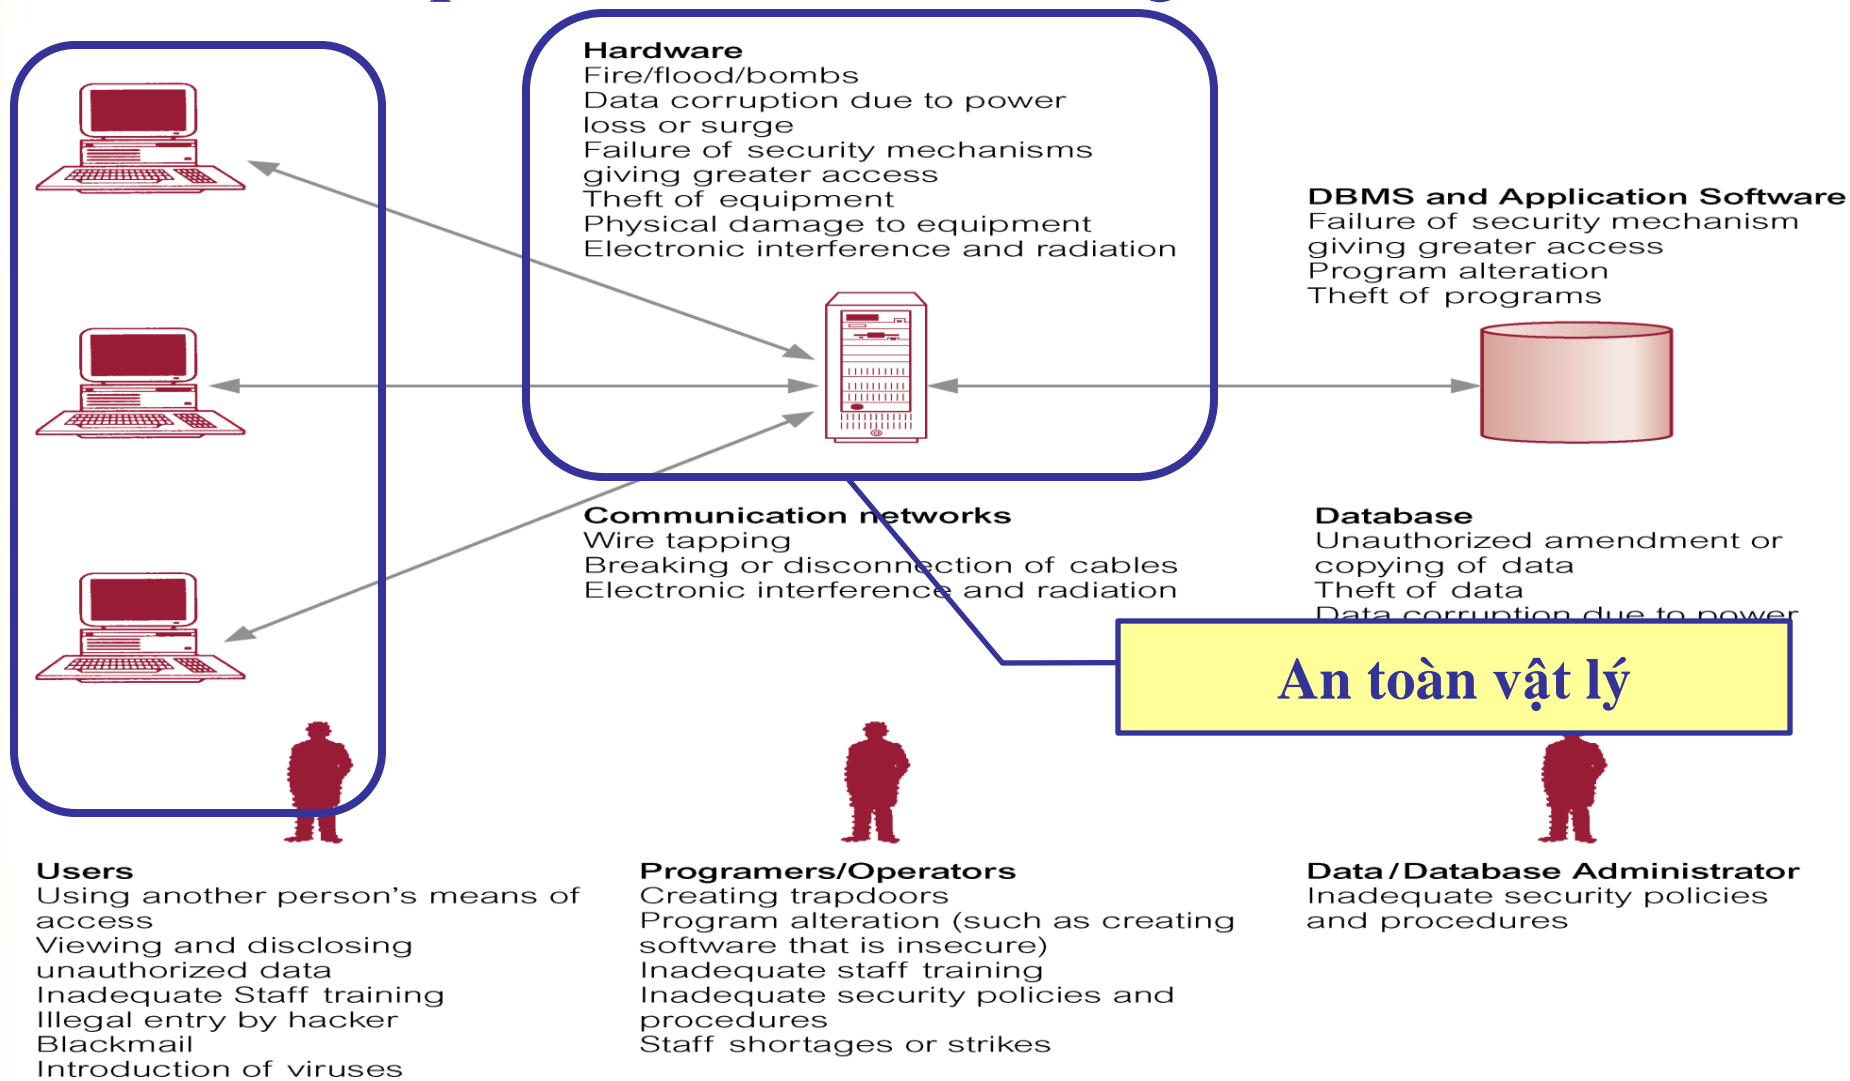 Hardware
Fire/flood/bombs
Data corruption due to power
loss or surge
Failure of security mechanisms
giving greater access
Theft of equipment
Physical damage to equipment
Electronic interference and radiation
DBMS and Application Software
Failure of security mechanism
giving greater access
Program alteration
Theft of programs
Communication networks
Wire tapping
Breaking or disconnection of cables
Electronic interference and radiation
Database
Unauthorized amendment or
copying of data
Theft of data
Data corruption due to power
An toàn vật lý
Users
Using another person’s means of
access
Viewing and disclosing
unauthorized data
Inadequate Staff training
Illegal entry by hacker
Blackmail
Introduction of viruses
Programers/Operators
Creating trapdoors
Program alteration (such as creating
software that is insecure)
Inadequate staff training
Inadequate security policies and
procedures
Staff shortages or strikes
Data/Database Administrator
Inadequate security policies
and procedures